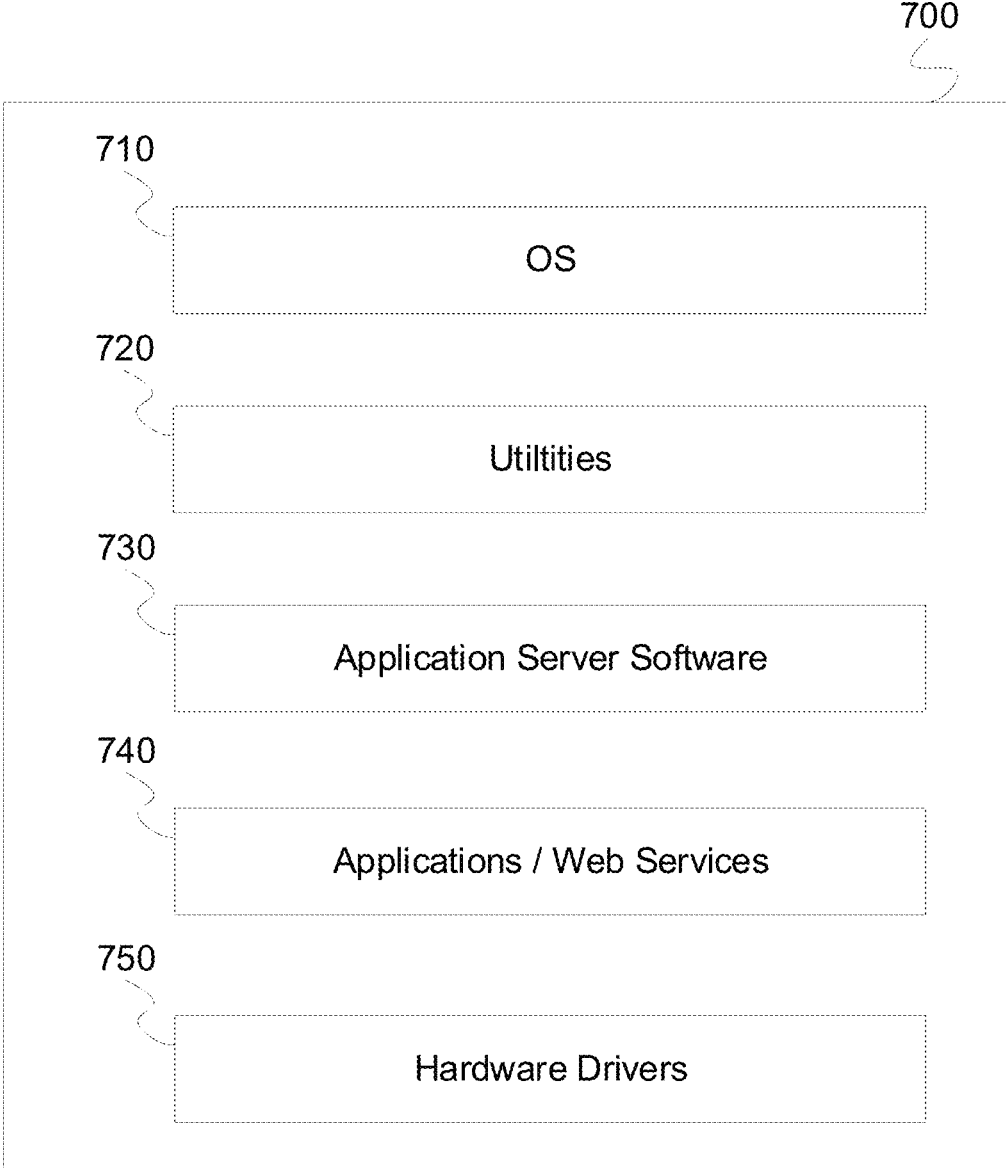 700
710
OS
720
Utiltities
730
Application Server Software
740
Applications / Web Services
750
Hardware Drivers